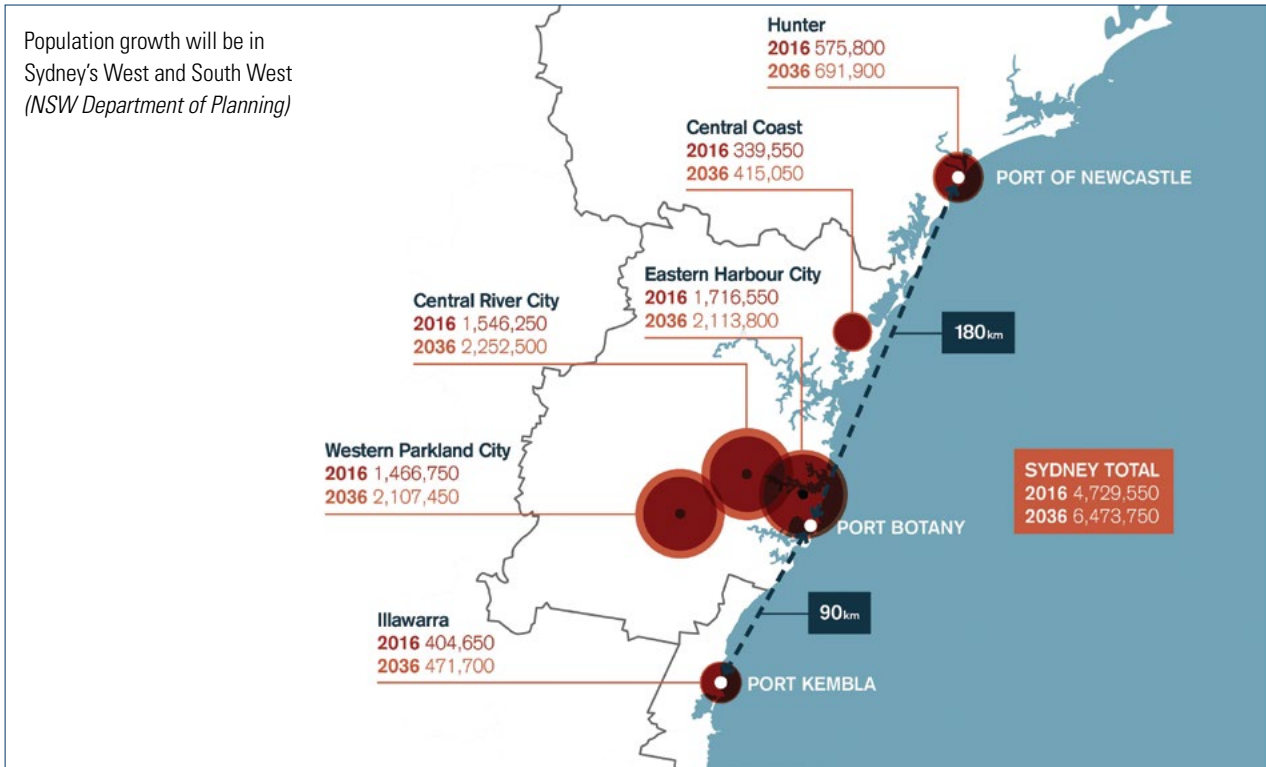 Population growth will be in
Sydney's West and South West
(NSW Department of Planning)
Hunter
2016 575,800
2036 691,900
Central Coast
2016 339,550
2036 415,050
PORT OF NEWCASTLE
Eastern Harbour City
2016 1,716,550
2036 2,113,800
Central River City
2016 1,546,250
2036 2,252,500
180km
Western Parkland City
2016 1,466,750
2036 2,107,450
SYDNEY TOTAL
2016 4,729,550
2036 6,473,750
PORT BOTANY
90km
Illawarra
2016 404,650
2036 471,700
PORT KEMBLA